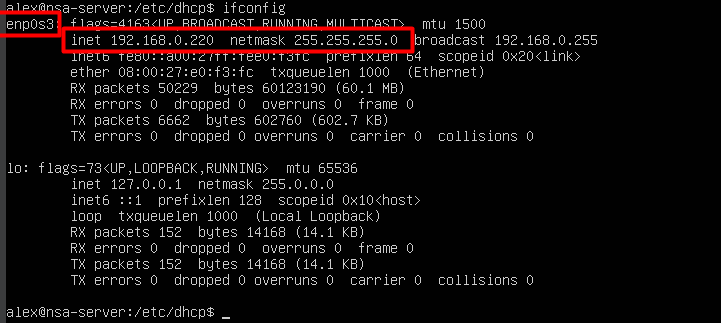 alex@nsa-server:/etc/dhcp$ ifconfig
enp0s3: flags=4163<UP,BROADCAST,RUNNING,MULTICAST> mtu 1500
inet 192.168.0.220 netmask 255.255.255.0 broadcast 192.168.0.255
inet6 fe80::a00:27ff:fee0:f3fc prefixlen 64 scopeid 0x20<link>
ether 08:00:27:e0:f3:fc txqueuelen 1000 (Ethernet)
RX packets 50229 bytes 60123190 (60.1 MB)
RX errors 0 dropped 0 overruns 0 frame 0
TX packets 6662 bytes 602760 (602.7 KB)
TX errors 0 dropped 0 overruns 0 carrier 0 collisions 0
lo: flags=73<UP,LOOPBACK,RUNNING> mtu 65536
inet 127.0.0.1 netmask 255.0.0.0
inet6 ::1 prefixlen 128 scopeid 0x10<host>
loop txqueuelen 1000 (Local Loopback)
RX packets 152 bytes 14168 (14.1 KB)
RX errors 0 dropped 0 overruns 0 frame 0
TX packets 152 bytes 14168 (14.1 KB)
TX errors 0 dropped 0 overruns 0 carrier 0 collisions 0
alex@nsa-server:/etc/dhcp$ _